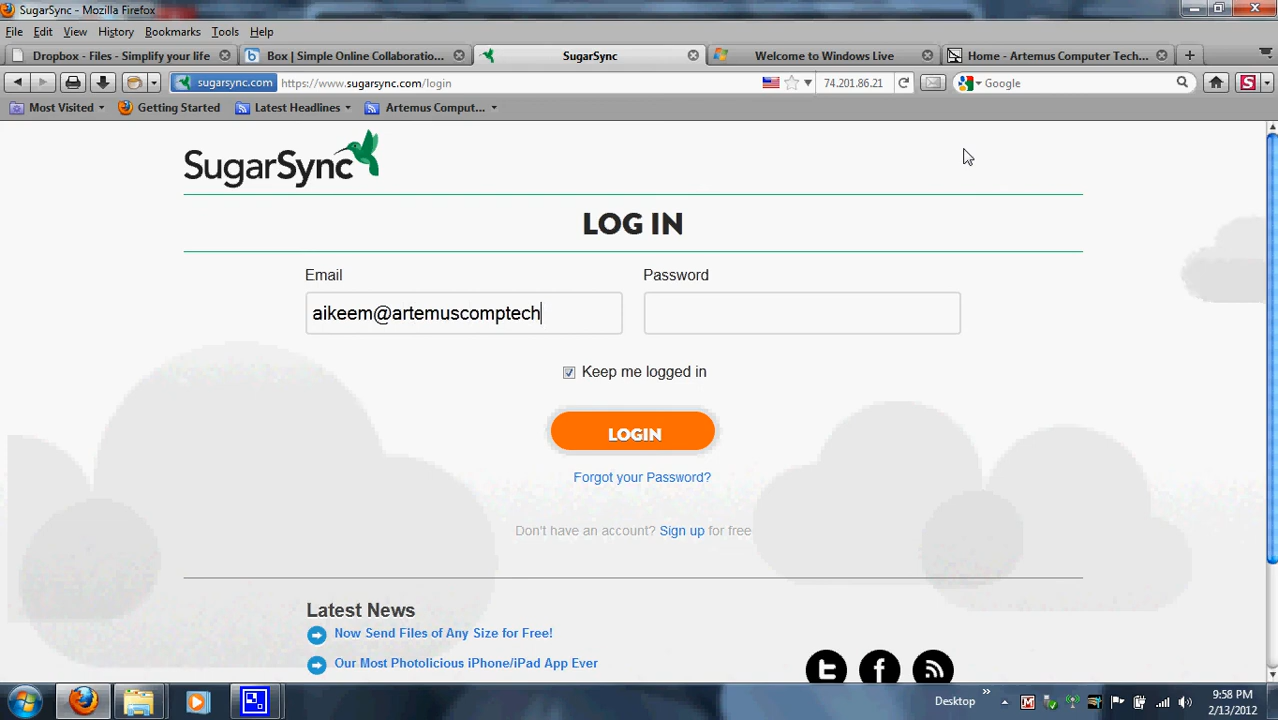 SugarSync - Mozilla Firefox
File Edit View History Bookmarks Tools Help
Dropbox - Files - Simplify your life
Box | Simple Online Collaboratio...
SugarSync
Welcome to Windows Live
Home - Artemus Computer Tech...
sugarsync.com https://www.sugarsync.com/login 74.201.86.21 Google
Most Visited Getting Started Latest Headlines Artemus Comput...
SugarSync
LOG IN
Email Password
aikeem@artemuscomptech
Keep me logged in
LOGIN
Forgot your Password?
Don't have an account? Sign up for free
Latest News
Now Send Files of Any Size for Free!
Our Most Photolicious iPhone/iPad App Ever
Desktop
9:58 PM
2/13/2012